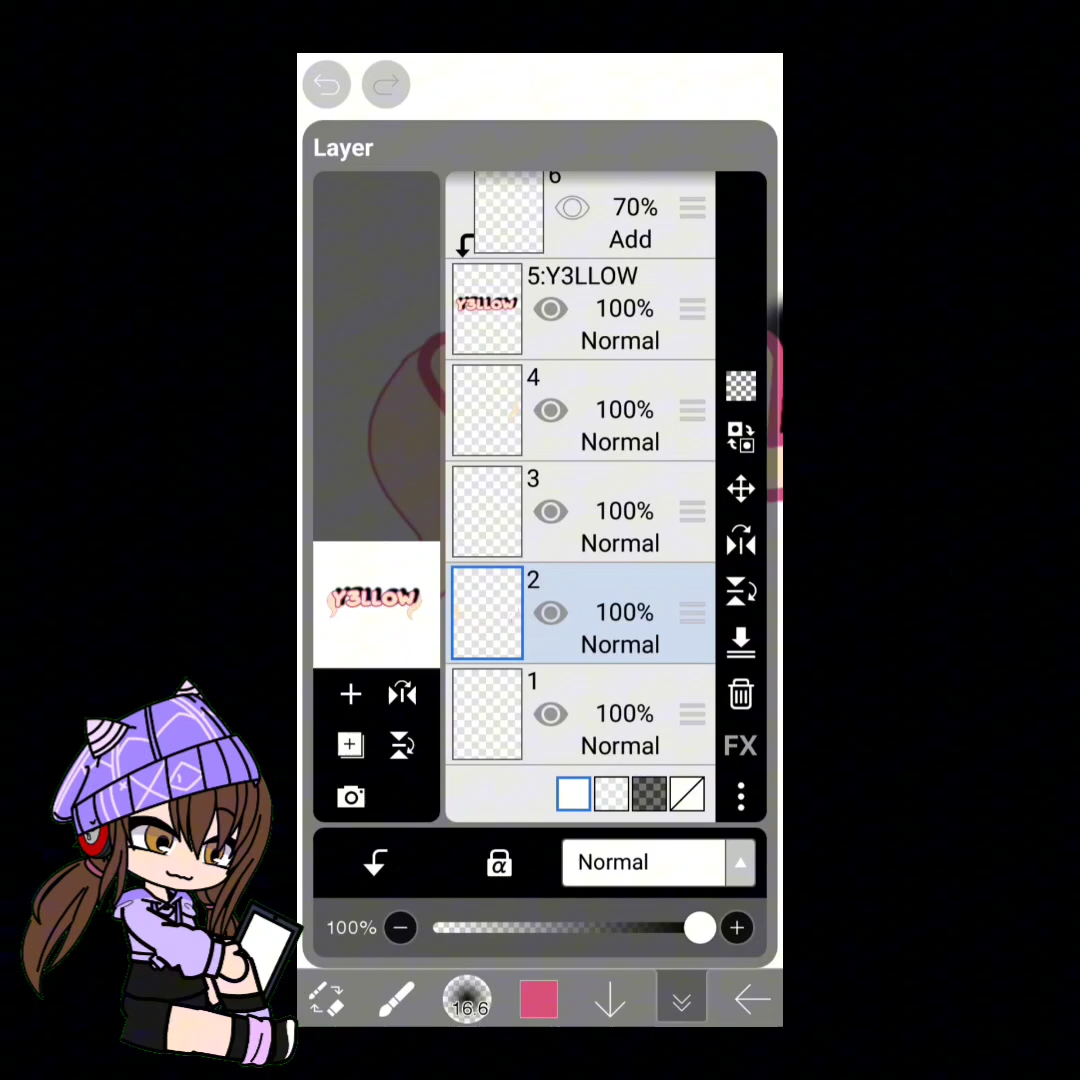 Layer
6
70%
Add
5:Y3LLOW
Y3LLOW
100%
Normal
4
100%
Normal
3
100%
Normal
Y3LLOW
2
100%
Normal
1
100%
Normal
FX
α
Normal
100%
16.6